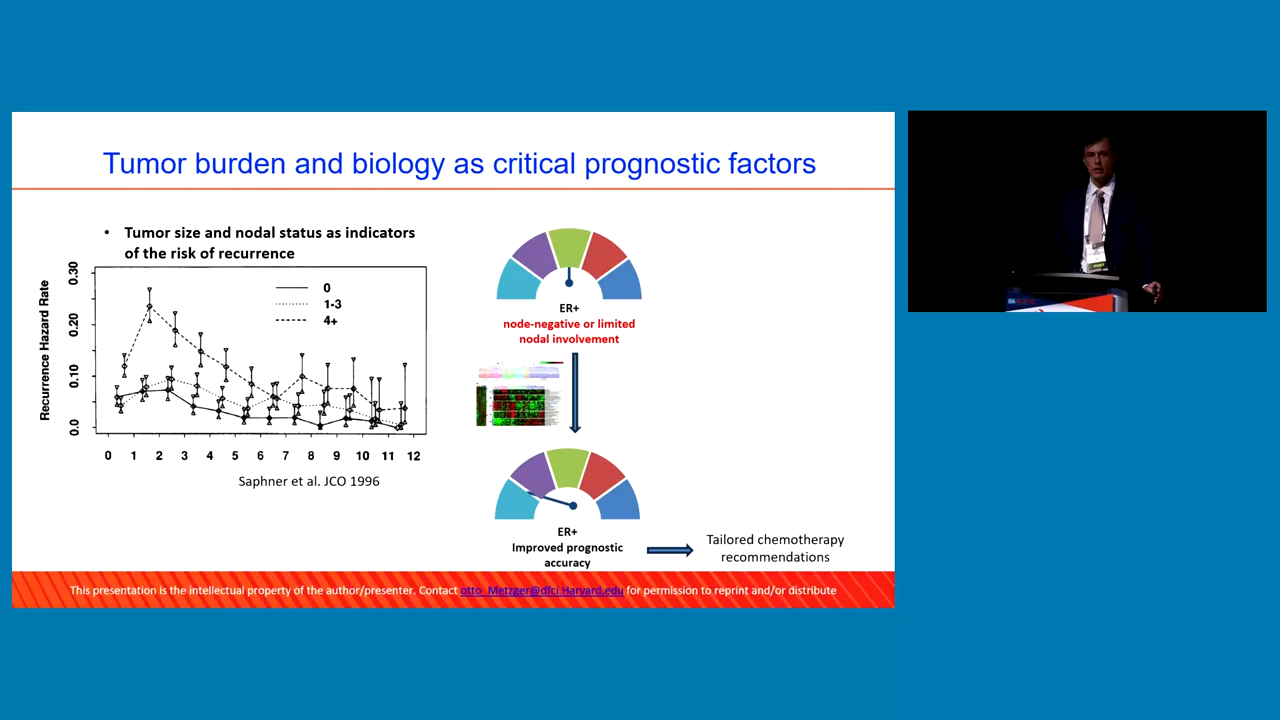 Tumor burden and biology as critical prognostic factors
• Tumor size and nodal status as indicators
of the risk of recurrence
Recurrence Hazard Rate
0.30
0.20
0.10
0.0
0
1-3
4+
0 1 2 3 4 5 6 7 8 9 10 11 12
Saphner et al. JCO 1996
ER+
node-negative or limited
nodal involvement
ER+
Improved prognostic
accuracy
Tailored chemotherapy
recommendations
This presentation is the intellectual property of the author/presenter. Contact otto_Metzger@dfci.Harvard.edu for permission to reprint and/or distribute